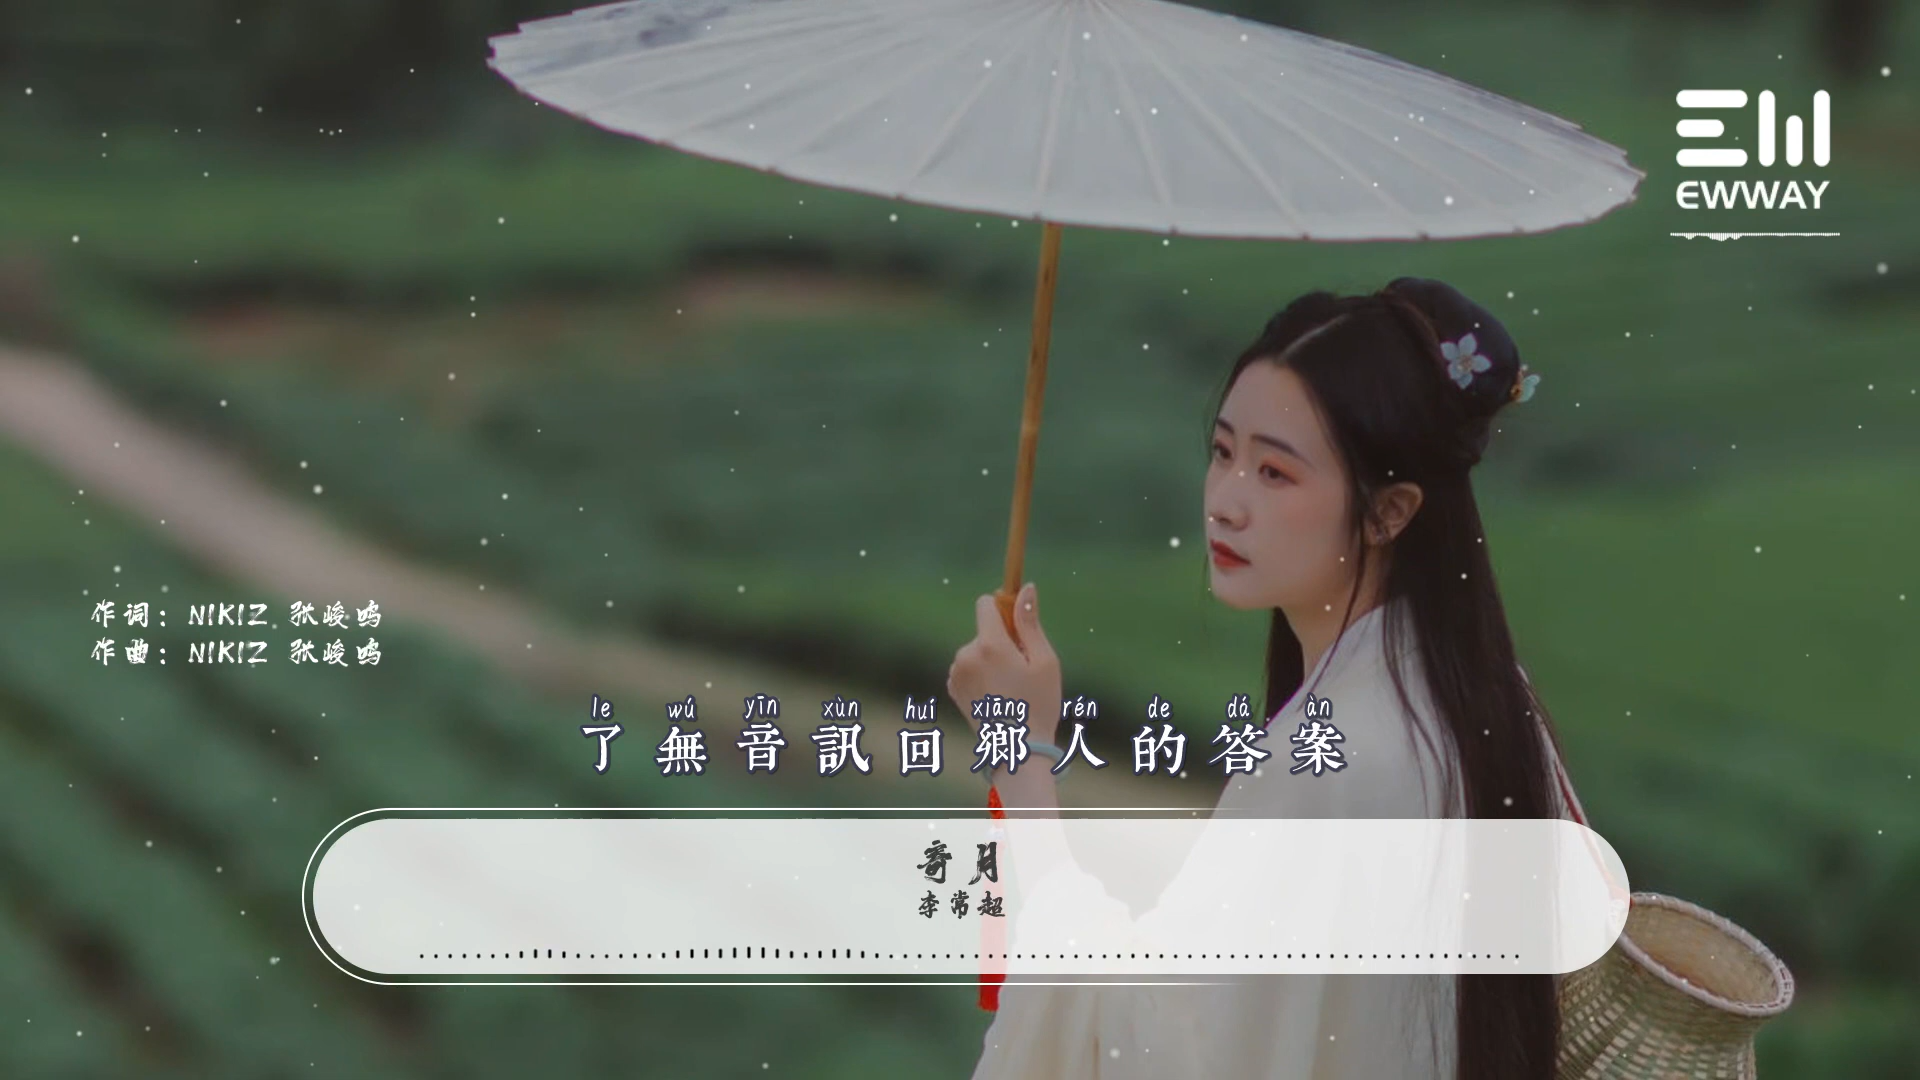 EW
EWWAY
作词：NIKIZ 张峻鸣
作曲：NIKIZ 张峻鸣
le wú yīn xùn huí xiāng rén de dá àn
了無音訊回鄉人的答案
寄月
李常超